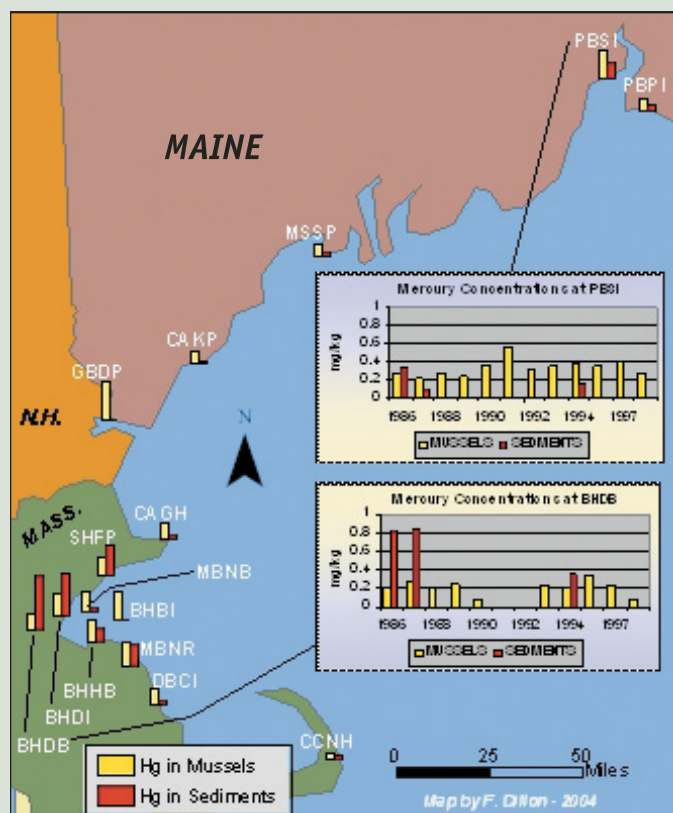 PBSI
PBPI
MAINE
MSSP
Mercury Concentrations at PBSI
mg/kg
1
0.8
0.6
0.4
0.2
0
1986 1988 1990 1992 1994 1997
MUSSELS SEDIMENTS
CAKP
GBDP
N.H.
N
MASS.
CAGH
SHFP
MBNB
BHBI
MBNR
BHHB
DBCI
BHDI
BHDB
CCNH
Mercury Concentrations at BHDB
mg/kg
1
0.8
0.6
0.4
0.2
0
1986 1988 1990 1992 1994 1997
MUSSELS SEDIMENTS
Hg in Mussels
Hg in Sediments
0 25 50
Miles
Map by F. Dillon - 2004